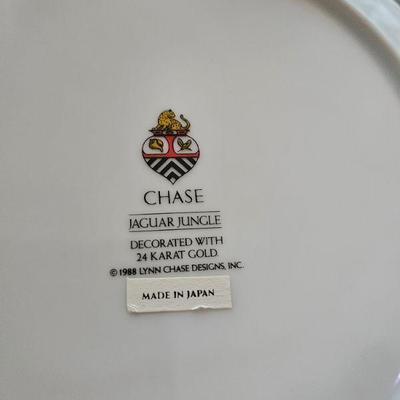 CHASE
JAGUAR JUNGLE
DECORATED WITH
24 KARAT GOLD
© 1988 LYNN CHASE DESIGNS, INC.
MADE IN JAPAN